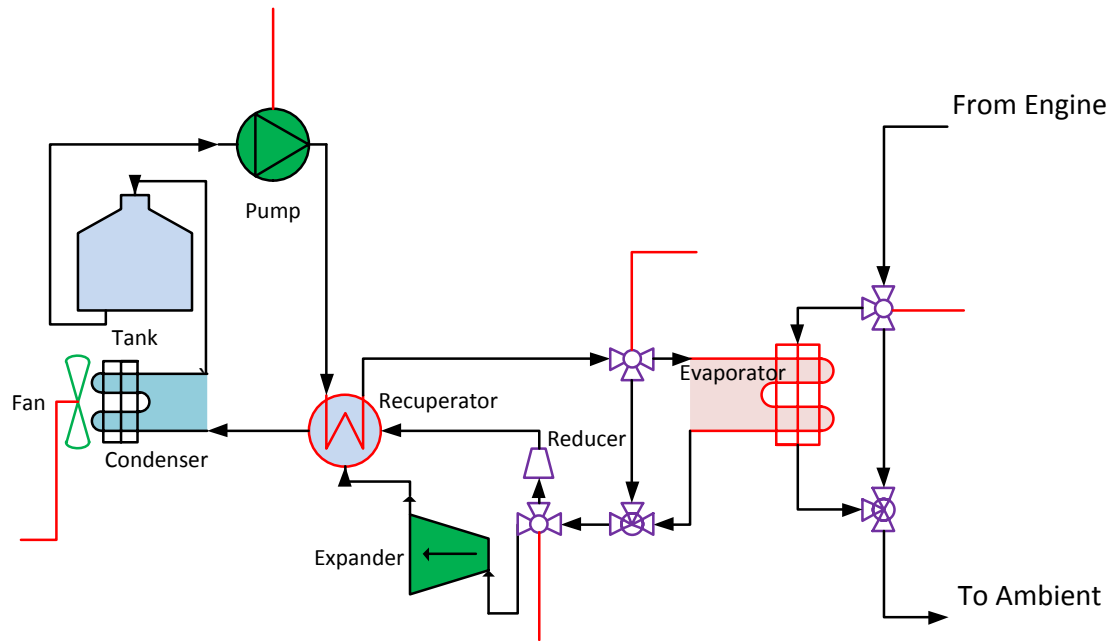 From Engine
Pump
Tank
Evaporator
Fan
Recuperator
Reducer
Condenser
Expander
To Ambient